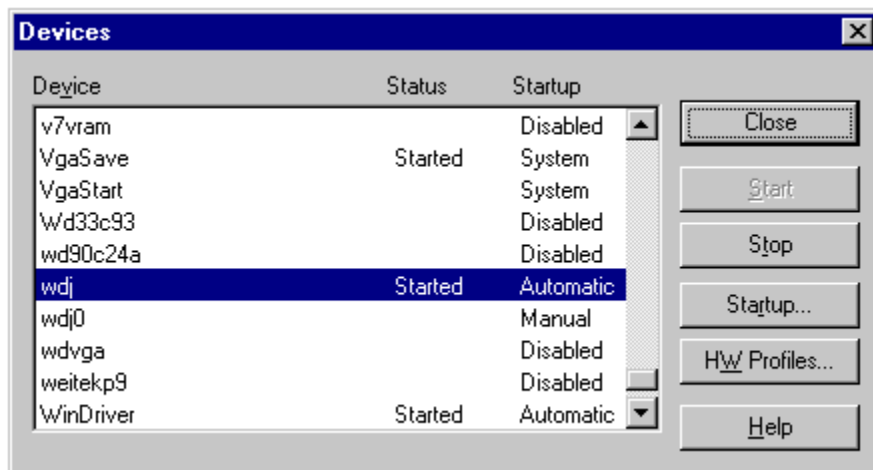 Devices
Device Status Startup
v7vram Disabled
VgaSave Started System
VgaStart System
Wd33c93 Disabled
wd90c24a Disabled
wdj Started Automatic
wdj0 Manual
wdvga Disabled
weitekp9 Disabled
WinDriver Started Automatic
Close
Start
Stop
Startup...
HW Profiles...
Help